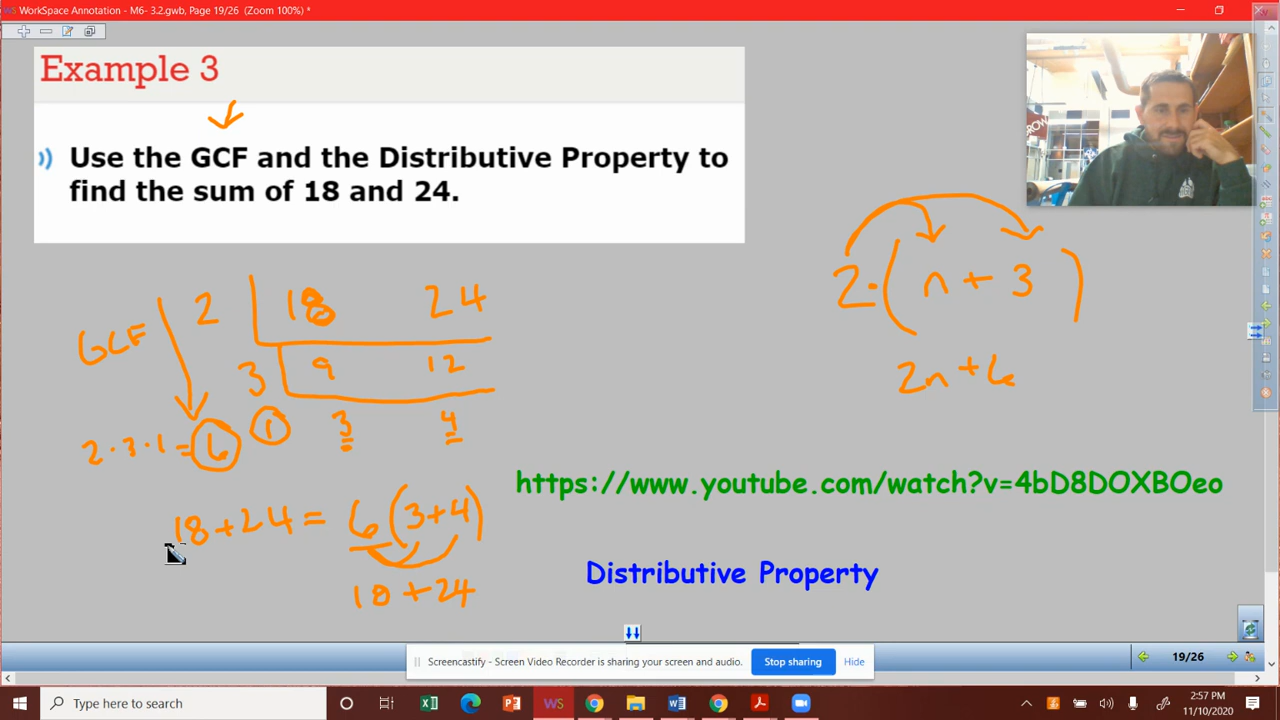 WS WorkSpace Annotation - M6- 3.2.gwb, Page 19/26 (Zoom 100%) *
Example 3
Use the GCF and the Distributive Property to
find the sum of 18 and 24.
GROW
2·( n + 3 )
2n + 6
GCF 2 18 24
3 9 12
2·3·1 = 6 1 3 4
18+24 = 6(3+4)
18 + 24
https://www.youtube.com/watch?v=4bD8DOXBOeo
Distributive Property
Screencastify - Screen Video Recorder is sharing your screen and audio. Stop sharing Hide
19/26
Type here to search
2:57 PM
11/10/2020